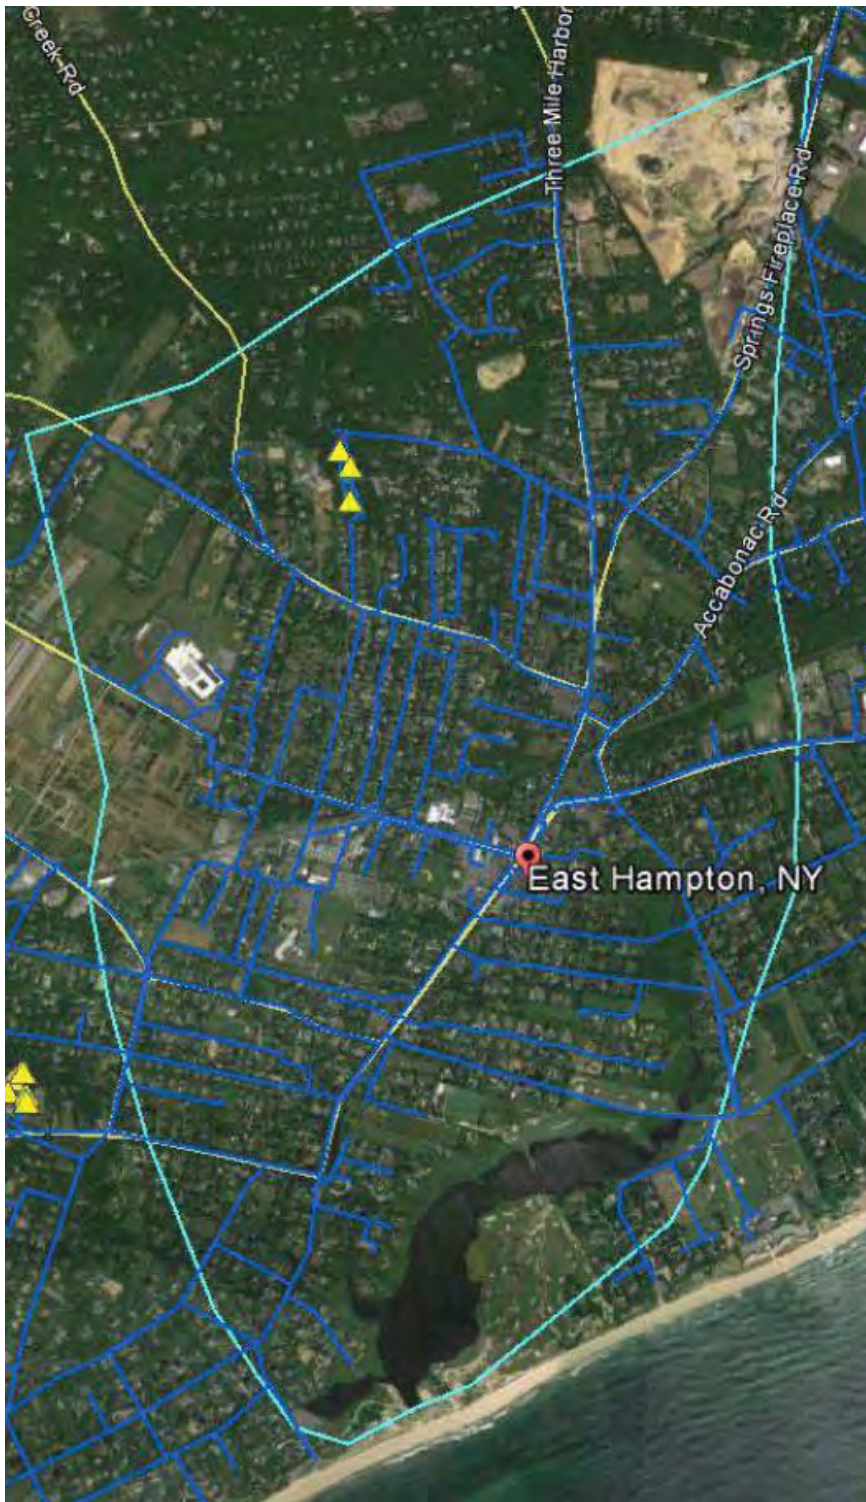 Creek Rd
Three Mile Harbor
Springs Fireplace Rd
Accabonac Rd
East Hampton, NY